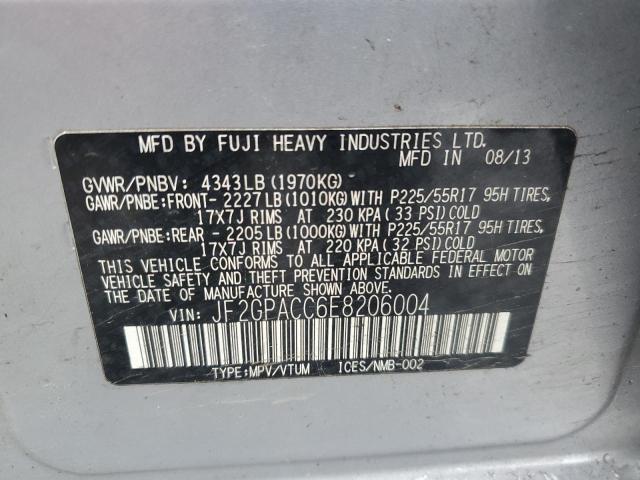 MFD BY FUJI HEAVY INDUSTRIES LTD.
MFD IN 08/13
GVWR/PNBV: 4343LB (1970KG)
GAWR/PNBE:FRONT- 2227LB (1010KG) WITH P225/55R17 95H TIRES,
17X7J RIMS AT 230 KPA (33 PSI) COLD
GAWR/PNBE:REAR - 2205LB (1000KG) WITH P225/55R17 95H TIRES,
17X7J RIMS AT 220 KPA (32 PSI) COLD
THIS VEHICLE CONFORMS TO ALL APPLICABLE FEDERAL MOTOR
VEHICLE SAFETY AND THEFT PREVENTION STANDARDS IN EFFECT ON
THE DATE OF MANUFACTURE SHOWN ABOVE.
VIN: JF2GPACC6E8206004
TYPE:MPV/VTUM ICES/NMB-002